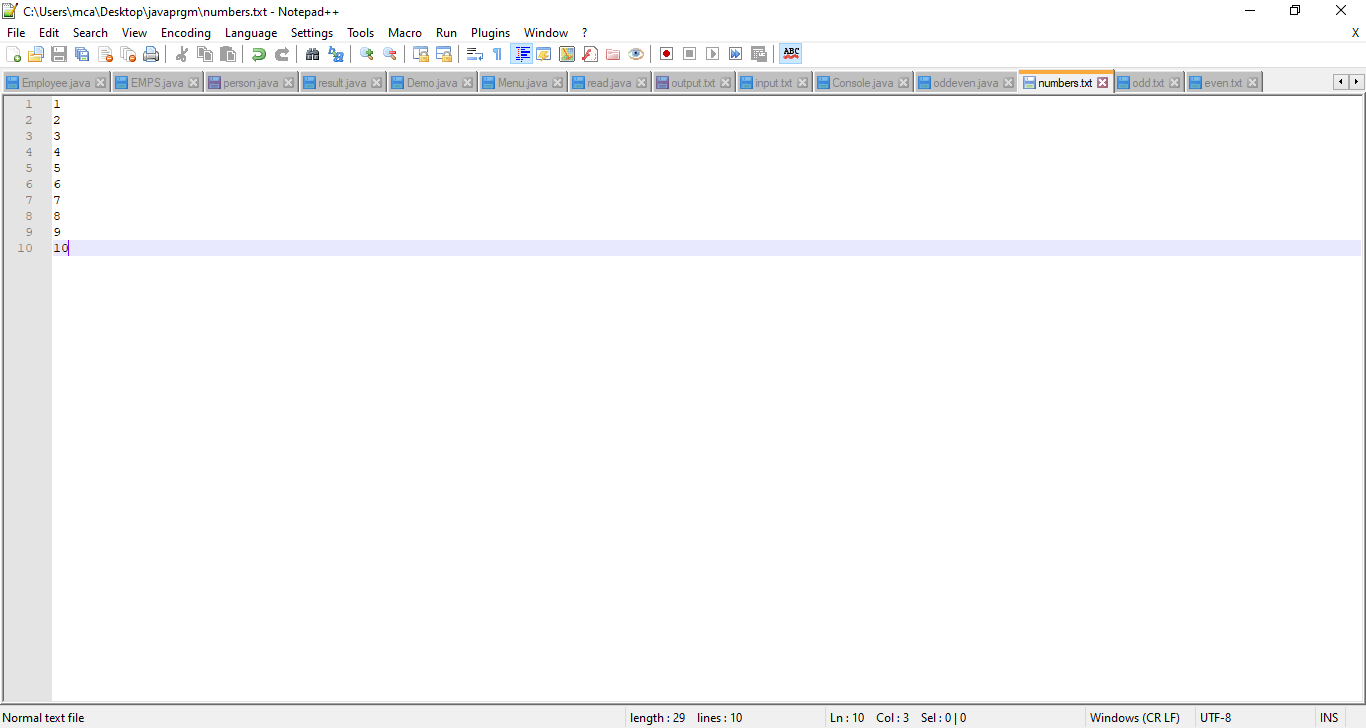 C:\Users\mca\Desktop\javaprgm\numbers.txt - Notepad++
File Edit Search View Encoding Language Settings Tools Macro Run Plugins Window ? X
ABC
Employee.java EMPS.java person.java result.java Demo.java Menu.java read.java output.txt input.txt Console.java oddeven.java numbers.txt odd.txt even.txt
1 1
2 2
3 3
4 4
5 5
6 6
7 7
8 8
9 9
10 10
Normal text file length : 29 lines : 10 Ln : 10 Col : 3 Sel : 0 | 0 Windows (CR LF) UTF-8 INS